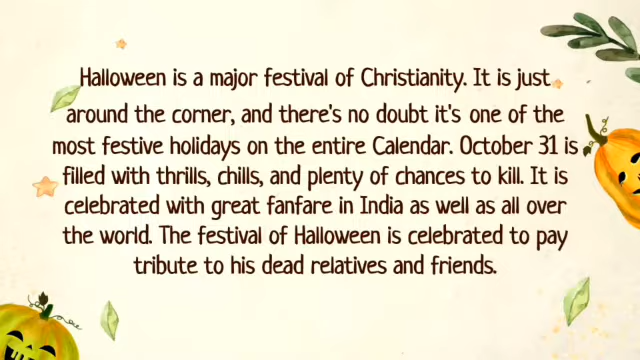 Halloween is a major festival of Christianity. It is just
around the corner, and there's no doubt it's one of the
most festive holidays on the entire Calendar. October 31 is
filled with thrills, chills, and plenty of chances to kill. It is
celebrated with great fanfare in India as well as all over
the world. The festival of Halloween is celebrated to pay
tribute to his dead relatives and friends.